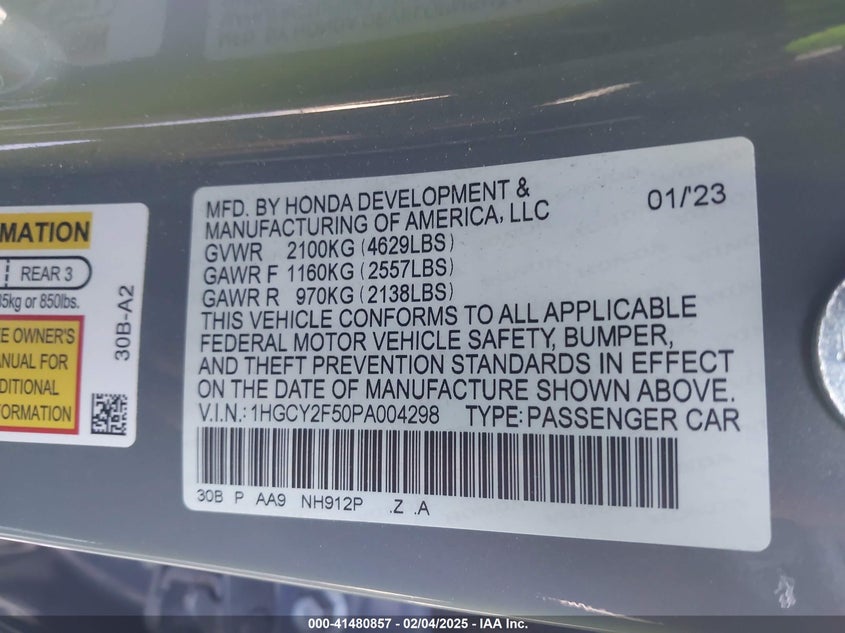 MFD. BY HONDA DEVELOPMENT &
MANUFACTURING OF AMERICA, LLC
01/'23
GVWR 2100KG (4629LBS)
GAWR F 1160KG (2557LBS)
GAWR R 970KG (2138LBS)
THIS VEHICLE CONFORMS TO ALL APPLICABLE
FEDERAL MOTOR VEHICLE SAFETY, BUMPER,
AND THEFT PREVENTION STANDARDS IN EFFECT
ON THE DATE OF MANUFACTURE SHOWN ABOVE.
V.I.N.: 1HGCY2F50PA004298 TYPE: PASSENGER CAR
30B P AA9 NH912P .Z .A
MATION
REAR 3
5kg or 850lbs.
E OWNER'S
ANUAL FOR
DITIONAL
FORMATION
30B-A2
000-41480857 - 02/04/2025 - IAA Inc.